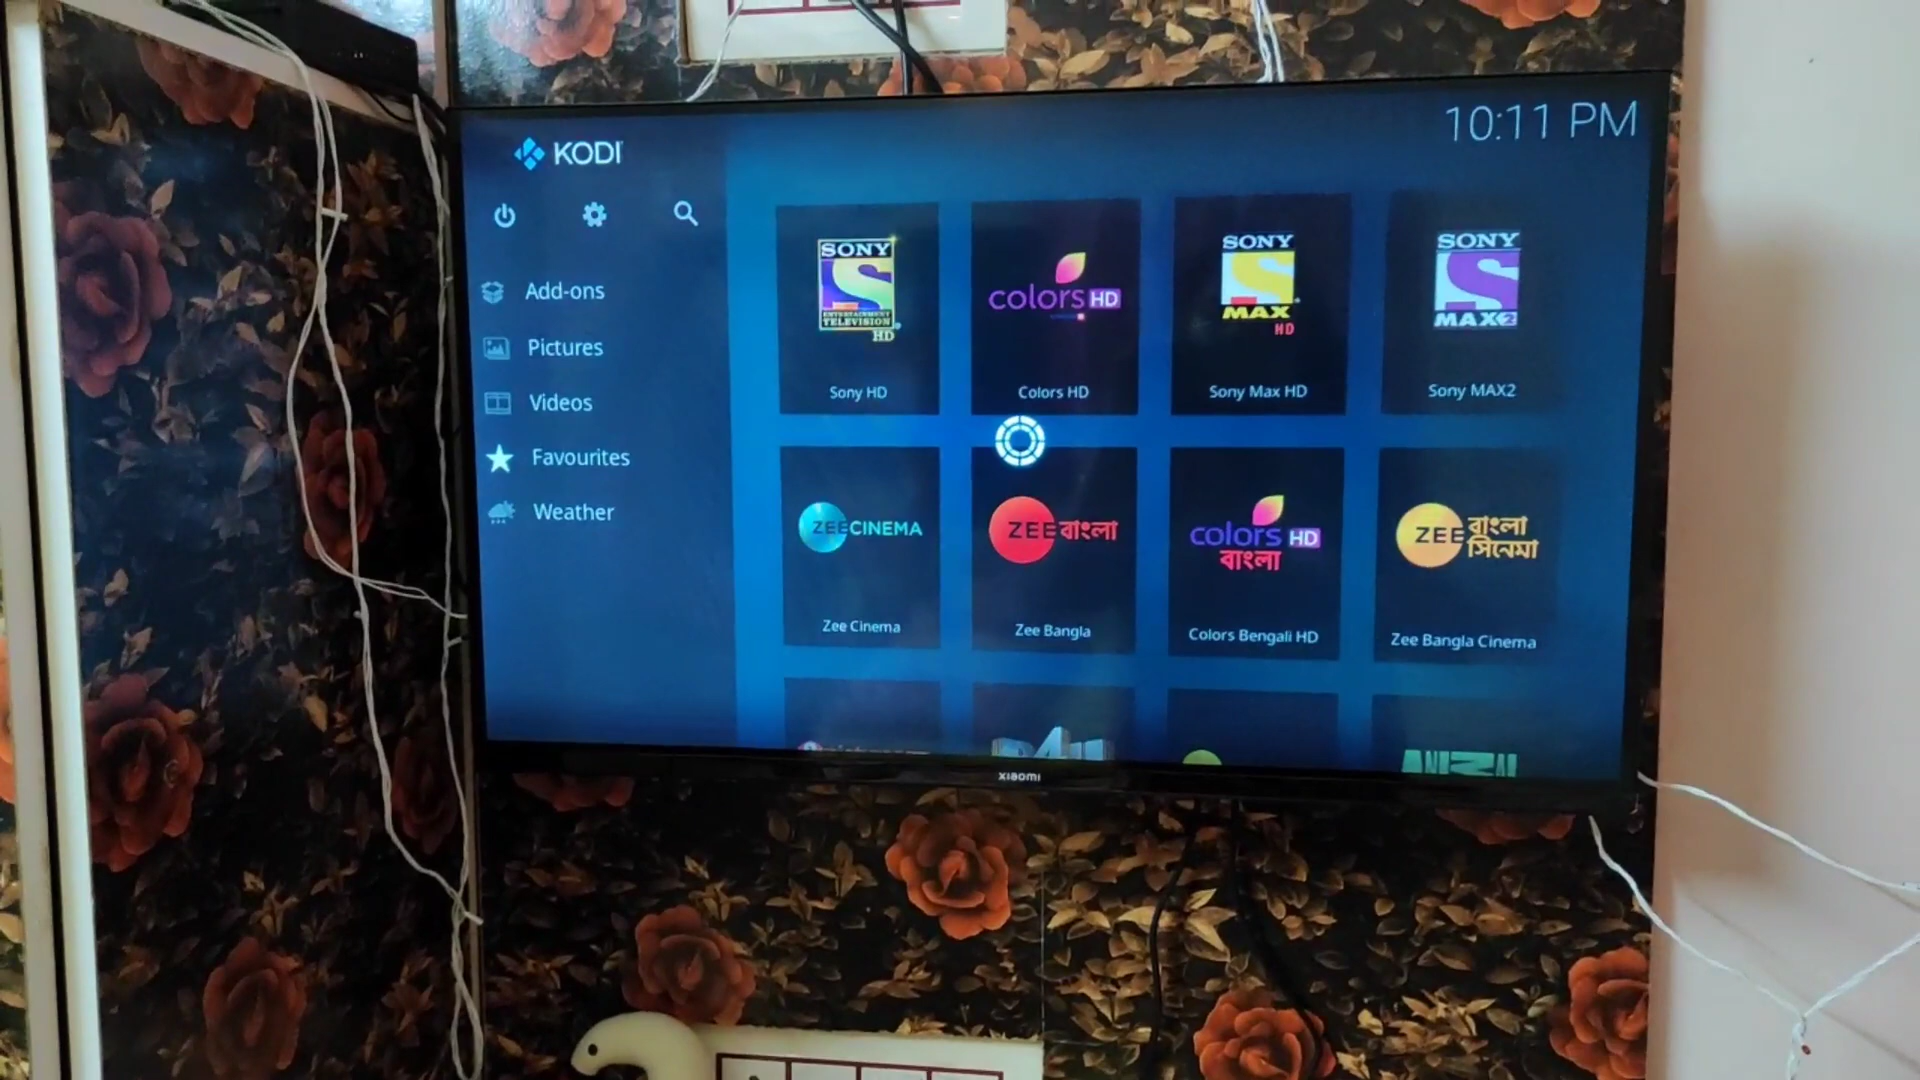 10:11 PM
KODI
Add-ons
Pictures
Videos
Favourites
Weather
SONY
ENTERTAINMENT
TELEVISION
HD
Sony HD
colors HD
Colors HD
SONY
MAX
HD
Sony Max HD
SONY
MAX2
Sony MAX2
ZEE CINEMA
Zee Cinema
ZEE বাংলা
Zee Bangla
colors HD
বাংলা
Colors Bengali HD
ZEE বাংলা
সিনেমা
Zee Bangla Cinema
xiaomi